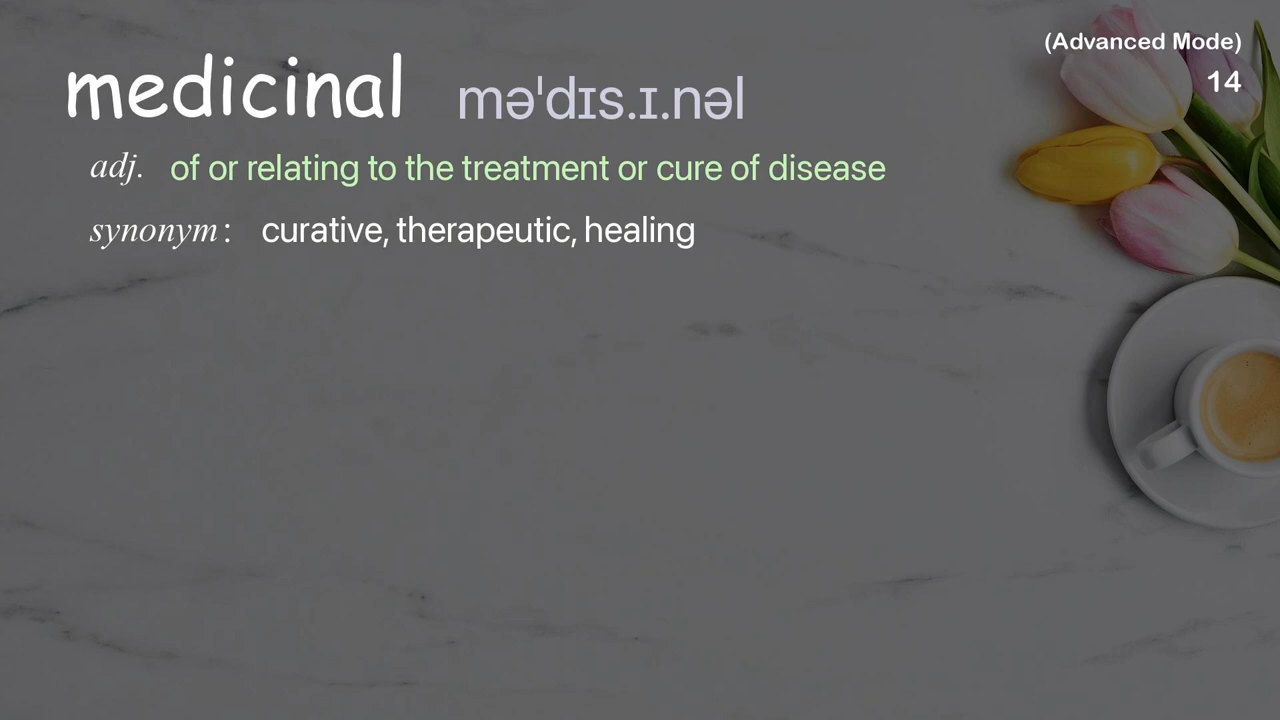 (Advanced Mode)
14
medicinal məˈdɪs.ɪ.nəl
adj. of or relating to the treatment or cure of disease
synonym : curative, therapeutic, healing